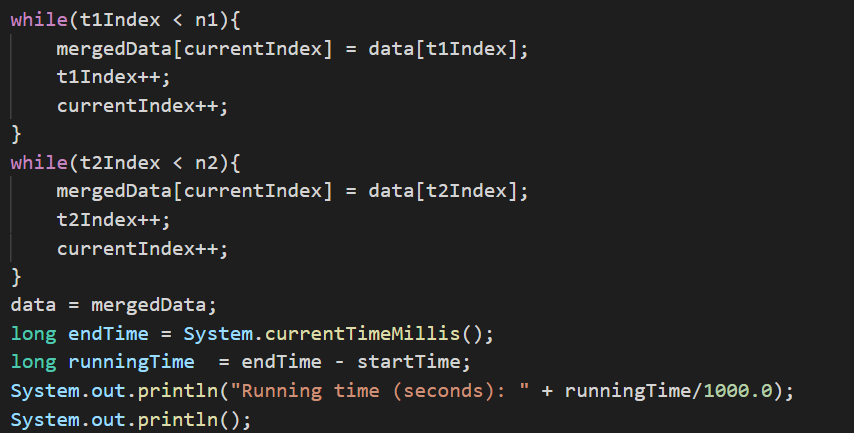 while(t1Index < n1){
    mergedData[currentIndex] = data[t1Index];
    t1Index++;
    currentIndex++;
}
while(t2Index < n2){
    mergedData[currentIndex] = data[t2Index];
    t2Index++;
    currentIndex++;
}
data = mergedData;
long endTime = System.currentTimeMillis();
long runningTime  = endTime - startTime;
System.out.println("Running time (seconds): " + runningTime/1000.0);
System.out.println();